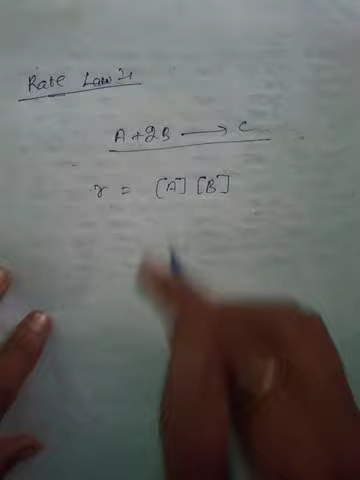 Rate Law :-
A + 2B ⟶ C
r = [A] [B]